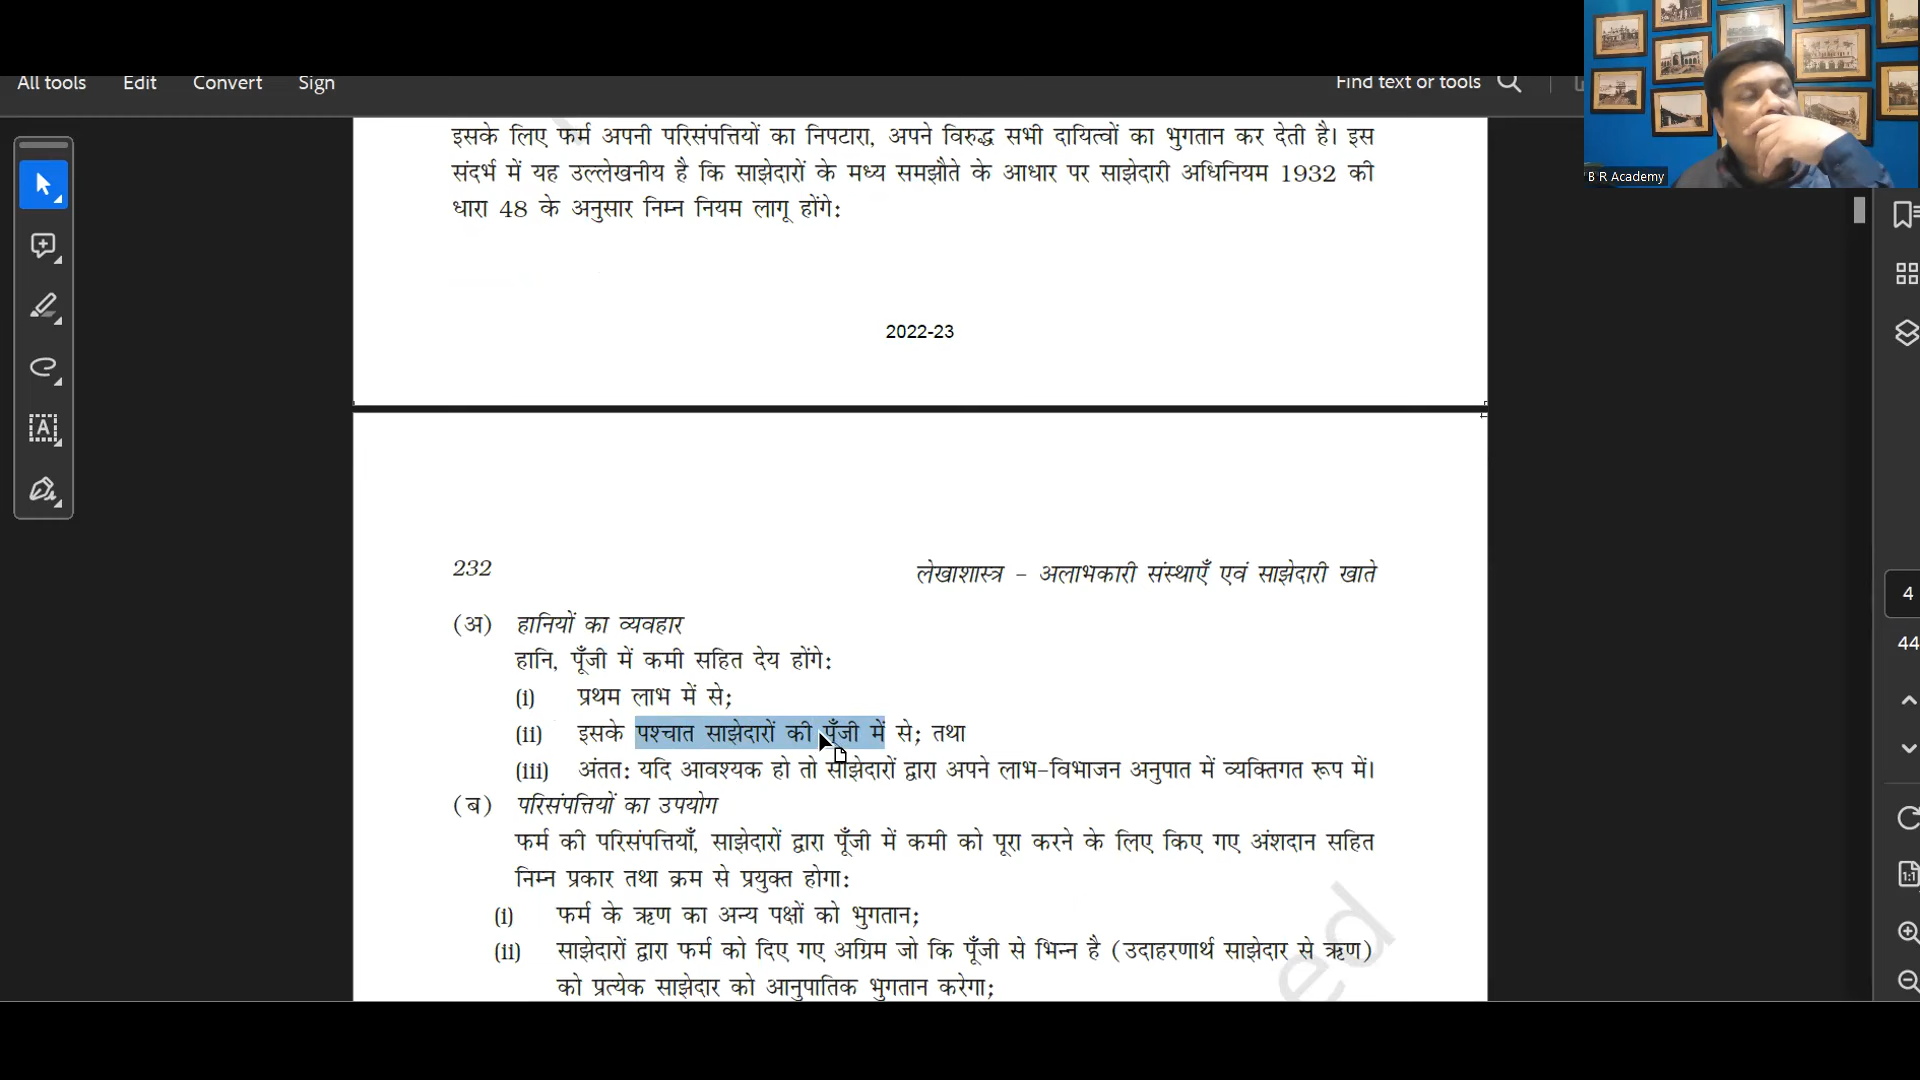 All tools Edit Convert Sign Find text or tools
B R Academy
इसके लिए फर्म अपनी परिसंपत्तियों का निपटारा, अपने विरुद्ध सभी दायित्वों का भुगतान कर देती है। इस
संदर्भ में यह उल्लेखनीय है कि साझेदारों के मध्य समझौते के आधार पर साझेदारी अधिनियम 1932 की
धारा 48 के अनुसार निम्न नियम लागू होंगे:
2022-23
232 लेखाशास्त्र – अलाभकारी संस्थाएँ एवं साझेदारी खाते
(अ) हानियों का व्यवहार
हानि, पूँजी में कमी सहित देय होंगे:
(i) प्रथम लाभ में से;
(ii) इसके पश्चात साझेदारों की पूँजी में से; तथा
(iii) अंतत: यदि आवश्यक हो तो साझेदारों द्वारा अपने लाभ-विभाजन अनुपात में व्यक्तिगत रूप में।
(ब) परिसंपत्तियों का उपयोग
फर्म की परिसंपत्तियाँ, साझेदारों द्वारा पूँजी में कमी को पूरा करने के लिए किए गए अंशदान सहित
निम्न प्रकार तथा क्रम से प्रयुक्त होगा:
(i) फर्म के ऋण का अन्य पक्षों को भुगतान;
(ii) साझेदारों द्वारा फर्म को दिए गए अग्रिम जो कि पूँजी से भिन्न है (उदाहरणार्थ साझेदार से ऋण)
को प्रत्येक साझेदार को आनुपातिक भुगतान करेगा;
ed
4
44